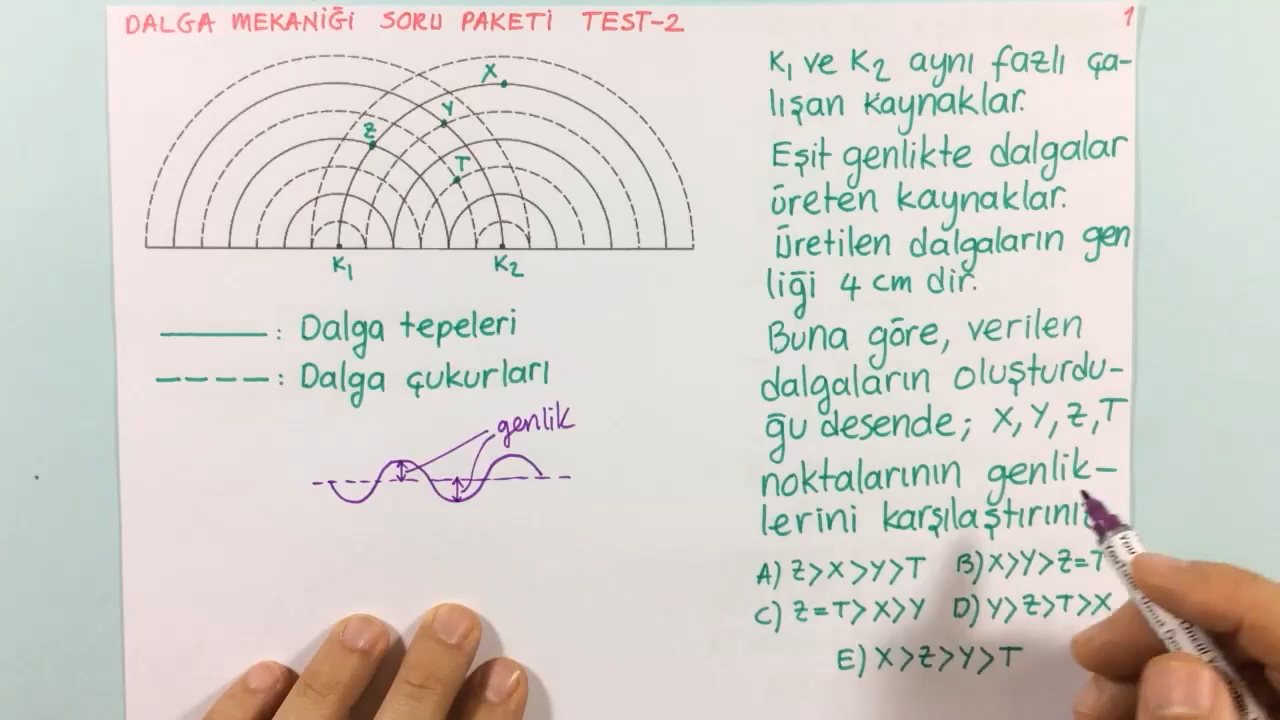 DALGA MEKANİĞİ SORU PAKETİ TEST-2
1
X
Y
Z
T
K1
K2
————— : Dalga tepeleri
----- : Dalga çukurları
genlik
K1 ve K2 aynı fazlı ça-
lışan kaynaklar.
Eşit genlikte dalgalar
üreten kaynaklar.
Üretilen dalgaların gen
liği 4 cm dir.
Buna göre, verilen
dalgaların oluşturdu-
ğu desende; X, Y, Z, T
noktalarının genlik-
lerini karşılaştırınız
A) Z>X>Y>T B) X>Y>Z=T
C) Z=T>X>Y D) Y>Z>T>X
E) X>Z>Y>T